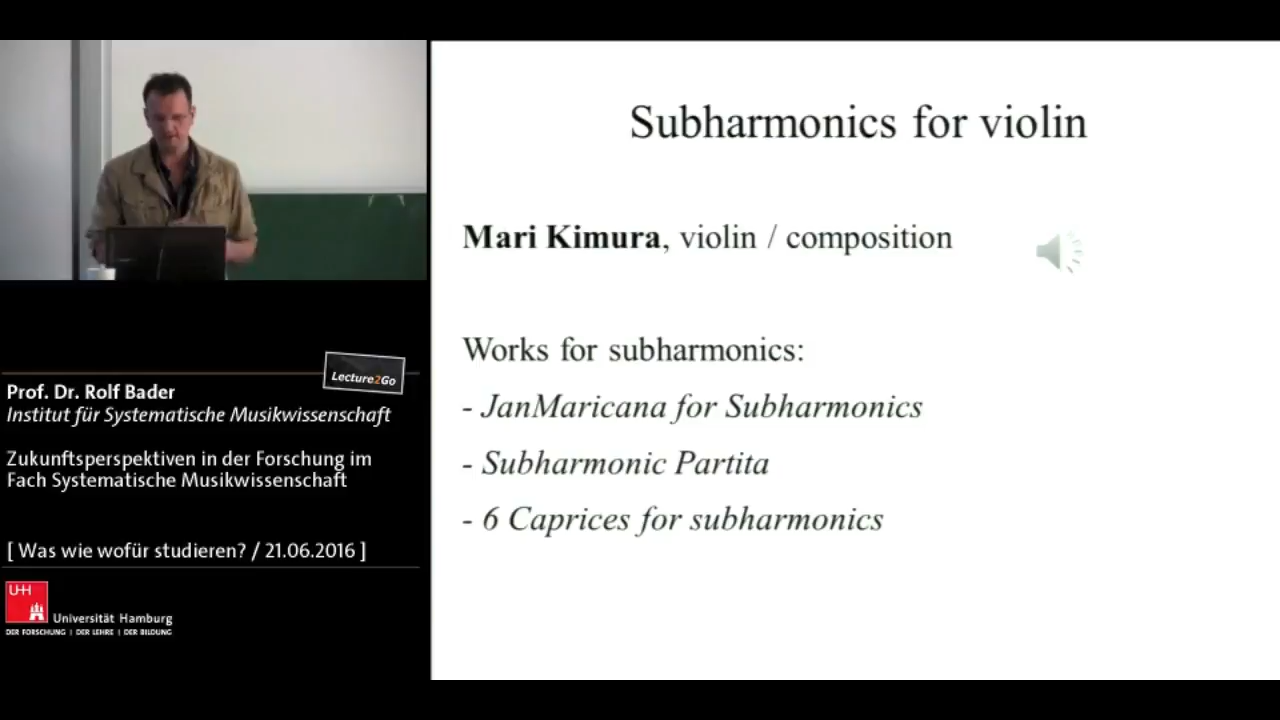 Subharmonics for violin
Mari Kimura, violin / composition
Works for subharmonics:
- JanMaricana for Subharmonics
- Subharmonic Partita
- 6 Caprices for subharmonics
Lecture2Go
Prof. Dr. Rolf Bader
Institut für Systematische Musikwissenschaft
Zukunftsperspektiven in der Forschung im
Fach Systematische Musikwissenschaft
[ Was wie wofür studieren? / 21.06.2016 ]
UH
Universität Hamburg
DER FORSCHUNG | DER LEHRE | DER BILDUNG